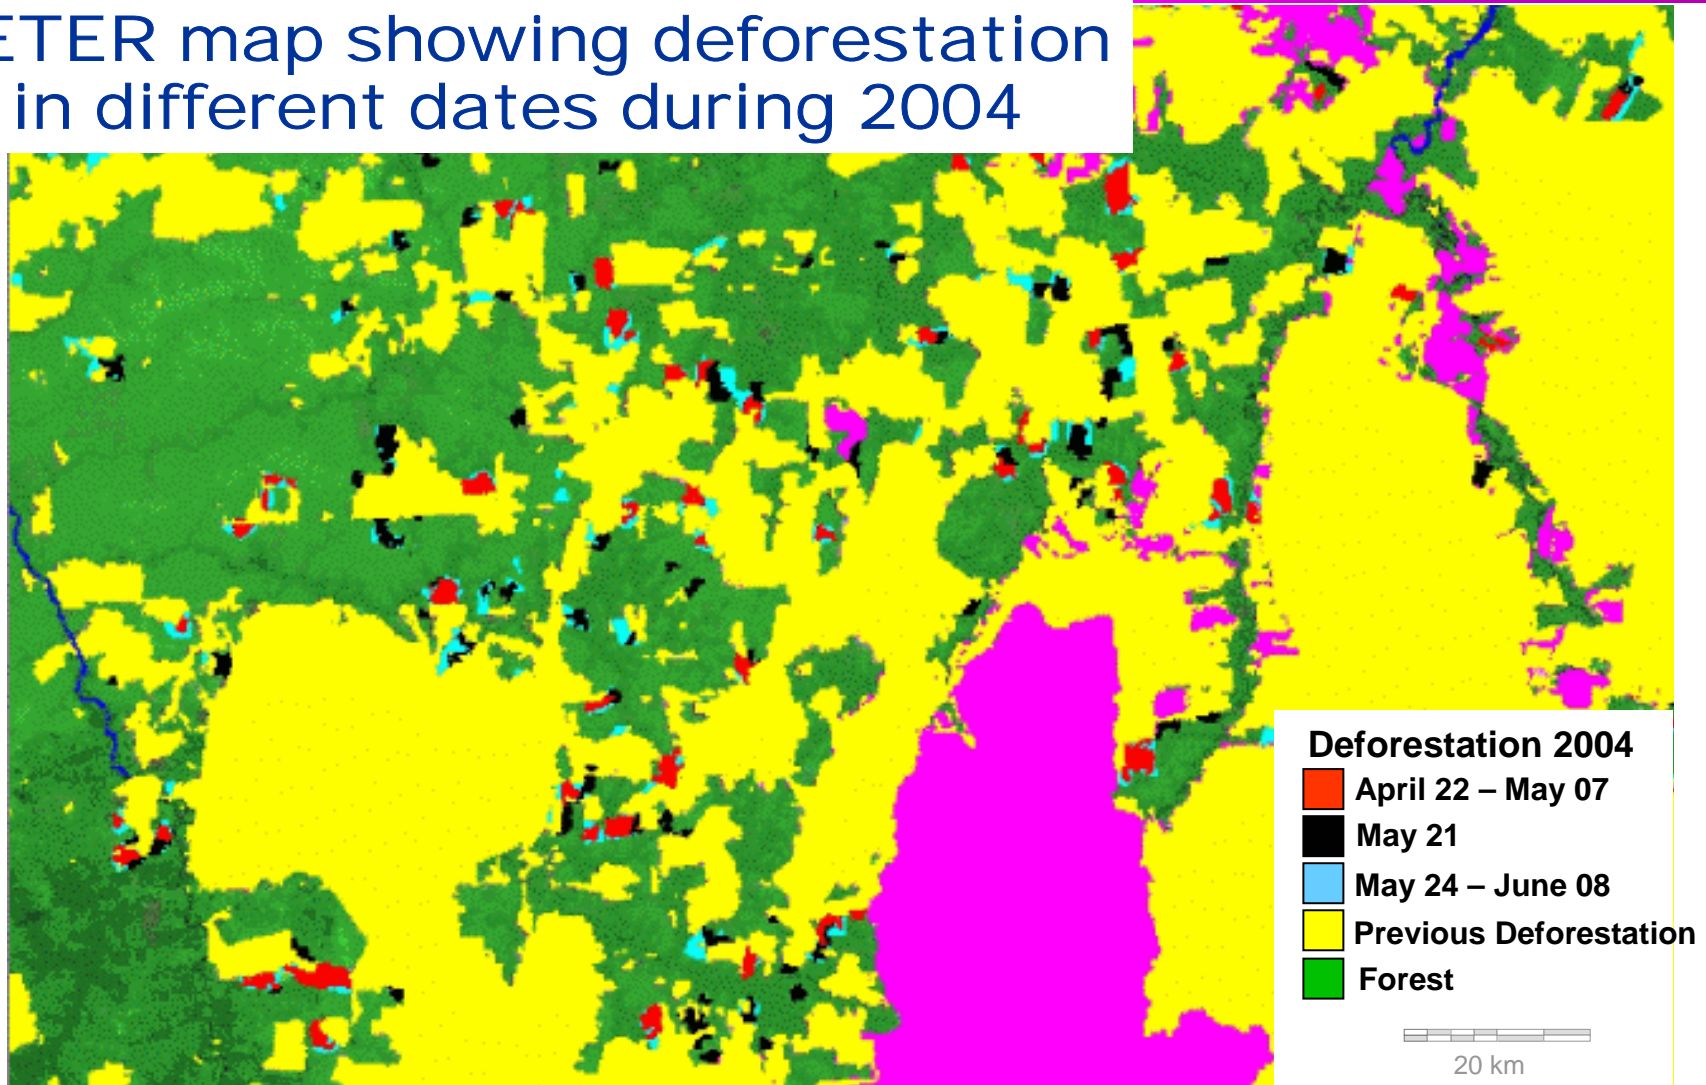 ETER map showing deforestation
in different dates during 2004
Deforestation 2004
April 22 – May 07
May 21
May 24 – June 08
Previous Deforestation
Forest
20 km